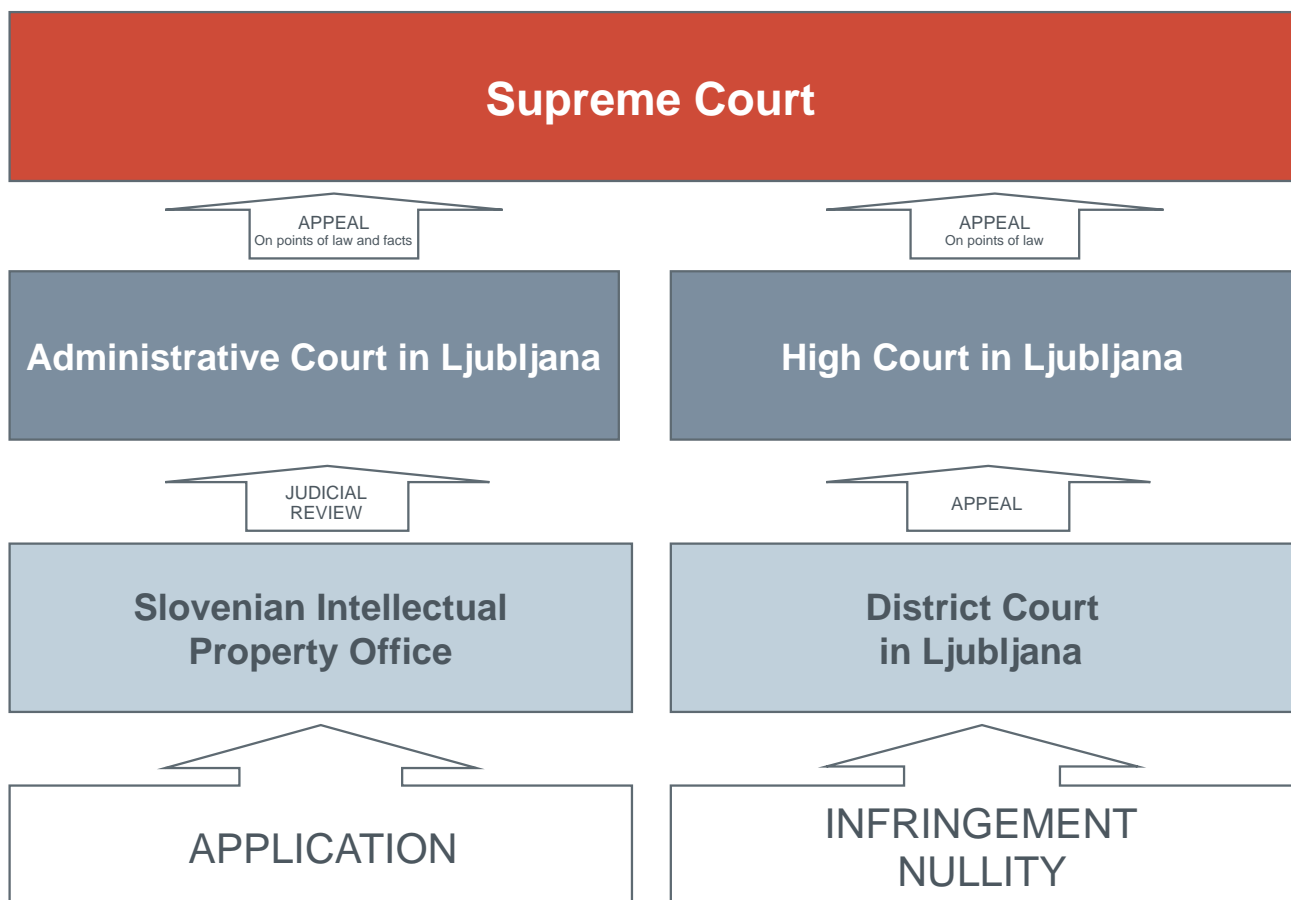 Supreme Court
APPEAL
On points of law and facts
APPEAL
On points of law
Administrative Court in Ljubljana
High Court in Ljubljana
JUDICIAL
REVIEW
APPEAL
Slovenian Intellectual
Property Office
District Court
in Ljubljana
APPLICATION
INFRINGEMENT
NULLITY